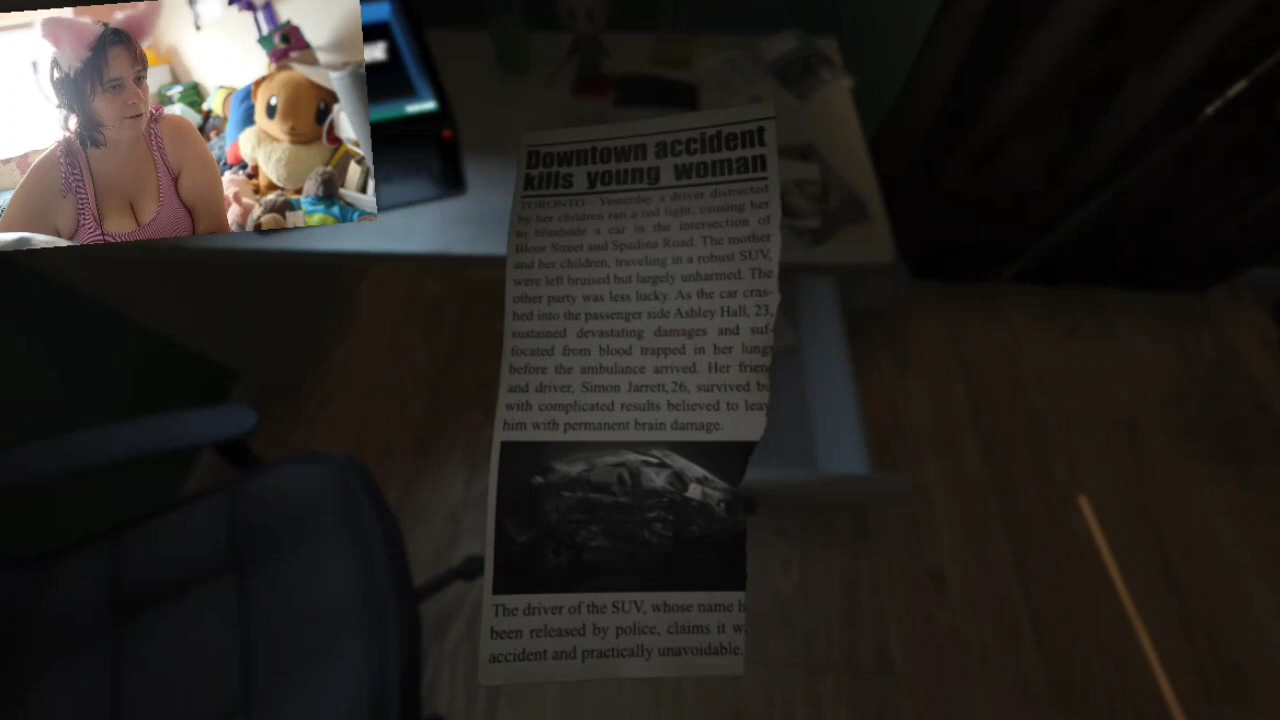 Downtown accident
kills young woman
TORONTO - Yesterday a driver distracted
by her children ran a red light, causing her
to blindside a car in the intersection of
Bloor Street and Spadina Road. The mother
and her children, traveling in a robust SUV,
were left bruised but largely unharmed. The
other party was less lucky. As the car cras-
hed into the passenger side Ashley Hall, 23,
sustained devastating damages and suf-
focated from blood trapped in her lungs
before the ambulance arrived. Her frien
and driver, Simon Jarrett, 26, survived bu
with complicated results believed to leav
him with permanent brain damage.
The driver of the SUV, whose name h
been released by police, claims it w
accident and practically unavoidable.